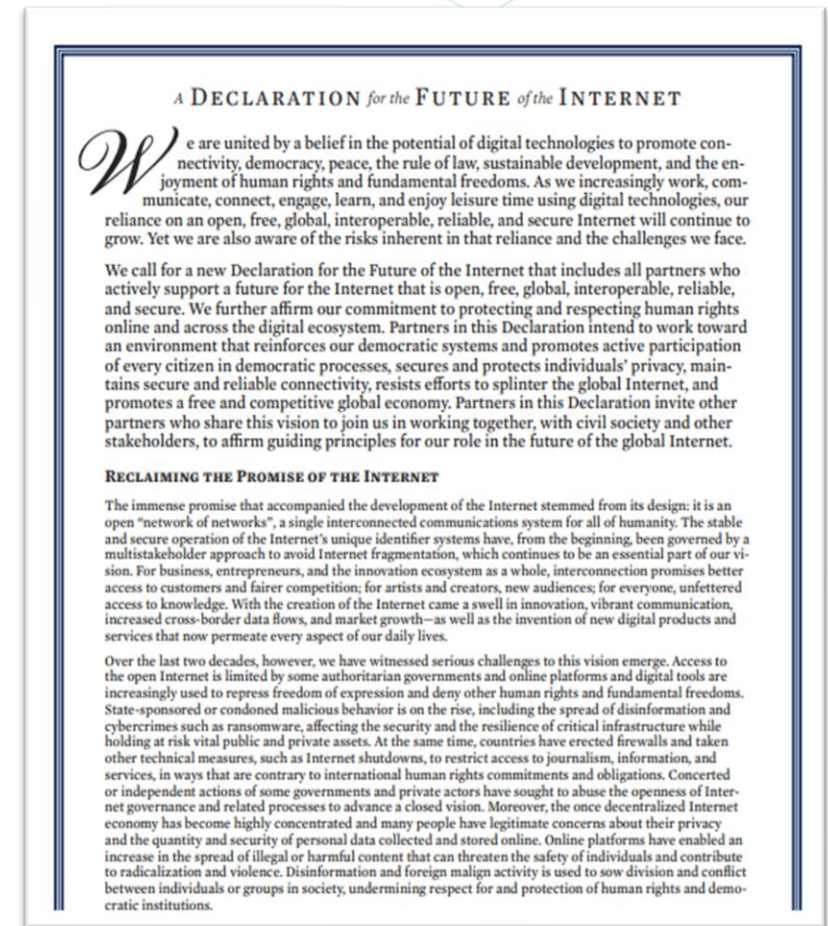 A DECLARATION for the FUTURE of the INTERNET
We are united by a belief in the potential of digital technologies to promote con-
nectivity, democracy, peace, the rule of law, sustainable development, and the en-
joyment of human rights and fundamental freedoms. As we increasingly work, com-
municate, connect, engage, learn, and enjoy leisure time using digital technologies, our
reliance on an open, free, global, interoperable, reliable, and secure Internet will continue to
grow. Yet we are also aware of the risks inherent in that reliance and the challenges we face.
We call for a new Declaration for the Future of the Internet that includes all partners who
actively support a future for the Internet that is open, free, global, interoperable, reliable,
and secure. We further affirm our commitment to protecting and respecting human rights
online and across the digital ecosystem. Partners in this Declaration intend to work toward
an environment that reinforces our democratic systems and promotes active participation
of every citizen in democratic processes, secures and protects individuals’ privacy, main-
tains secure and reliable connectivity, resists efforts to splinter the global Internet, and
promotes a free and competitive global economy. Partners in this Declaration invite other
partners who share this vision to join us in working together, with civil society and other
stakeholders, to affirm guiding principles for our role in the future of the global Internet.
RECLAIMING THE PROMISE OF THE INTERNET
The immense promise that accompanied the development of the Internet stemmed from its design: it is an
open “network of networks”, a single interconnected communications system for all of humanity. The stable
and secure operation of the Internet’s unique identifier systems have, from the beginning, been governed by a
multistakeholder approach to avoid Internet fragmentation, which continues to be an essential part of our vi-
sion. For business, entrepreneurs, and the innovation ecosystem as a whole, interconnection promises better
access to customers and fairer competition; for artists and creators, new audiences; for everyone, unfettered
access to knowledge. With the creation of the Internet came a swell in innovation, vibrant communication,
increased cross-border data flows, and market growth—as well as the invention of new digital products and
services that now permeate every aspect of our daily lives.
Over the last two decades, however, we have witnessed serious challenges to this vision emerge. Access to
the open Internet is limited by some authoritarian governments and online platforms and digital tools are
increasingly used to repress freedom of expression and deny other human rights and fundamental freedoms.
State-sponsored or condoned malicious behavior is on the rise, including the spread of disinformation and
cybercrimes such as ransomware, affecting the security and the resilience of critical infrastructure while
holding at risk vital public and private assets. At the same time, countries have erected firewalls and taken
other technical measures, such as Internet shutdowns, to restrict access to journalism, information, and
services, in ways that are contrary to international human rights commitments and obligations. Concerted
or independent actions of some governments and private actors have sought to abuse the openness of Inter-
net governance and related processes to advance a closed vision. Moreover, the once decentralized Internet
economy has become highly concentrated and many people have legitimate concerns about their privacy
and the quantity and security of personal data collected and stored online. Online platforms have enabled an
increase in the spread of illegal or harmful content that can threaten the safety of individuals and contribute
to radicalization and violence. Disinformation and foreign malign activity is used to sow division and conflict
between individuals or groups in society, undermining respect for and protection of human rights and demo-
cratic institutions.